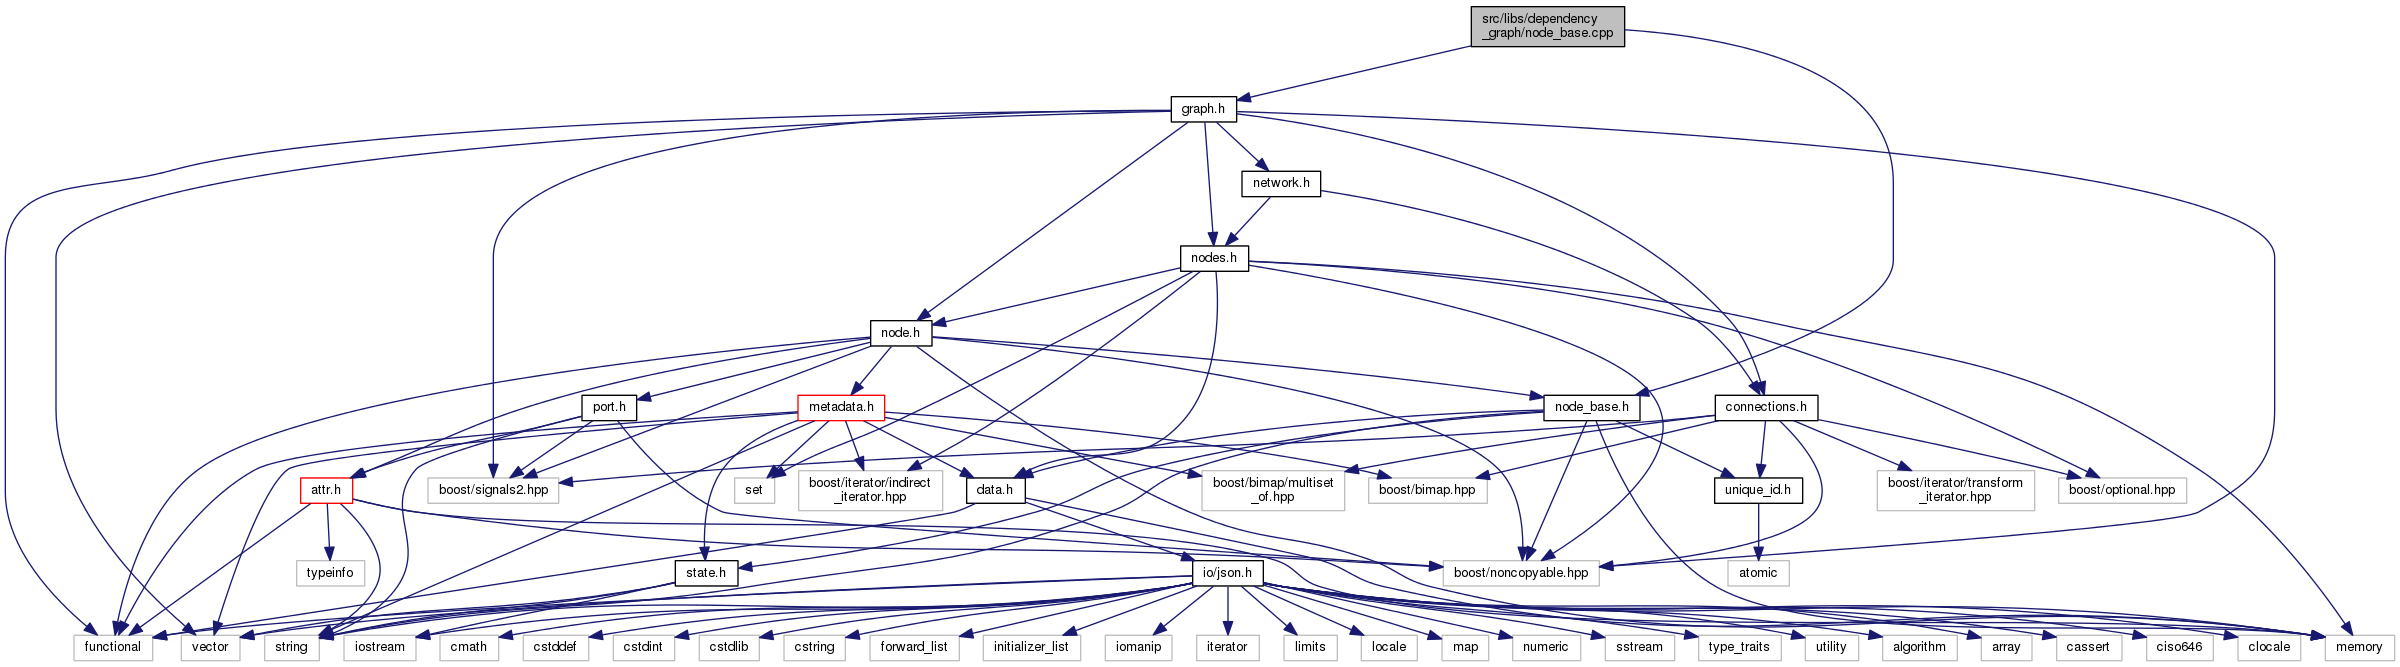 src/libs/dependency
_graph/node_base.cpp
graph.h
network.h
nodes.h
node.h
port.h
metadata.h
node_base.h
connections.h
attr.h
boost/signals2.hpp
set
boost/iterator/indirect
_iterator.hpp
data.h
boost/bimap/multiset
_of.hpp
boost/bimap.hpp
unique_id.h
boost/iterator/transform
_iterator.hpp
boost/optional.hpp
typeinfo
state.h
io/json.h
boost/noncopyable.hpp
atomic
functional
vector
string
iostream
cmath
cstddef
cstdint
cstdlib
cstring
forward_list
initializer_list
iomanip
iterator
limits
locale
map
numeric
sstream
type_traits
utility
algorithm
array
cassert
ciso646
clocale
memory